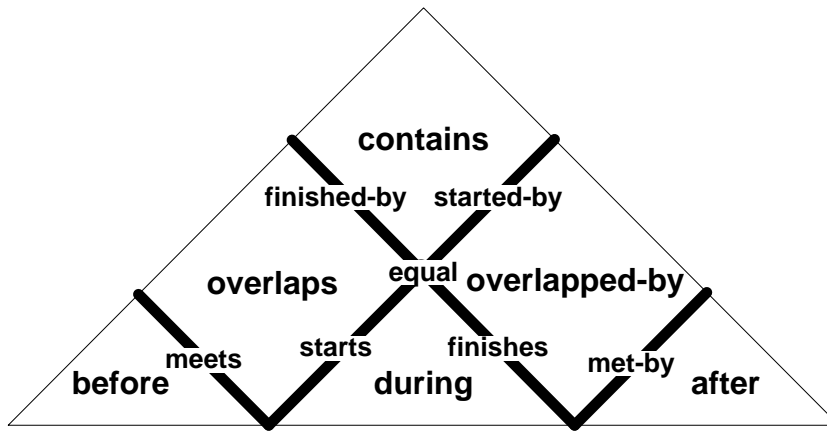 contains
finished-by started-by
equal
overlaps overlapped-by
starts finishes
meets met-by
before during after